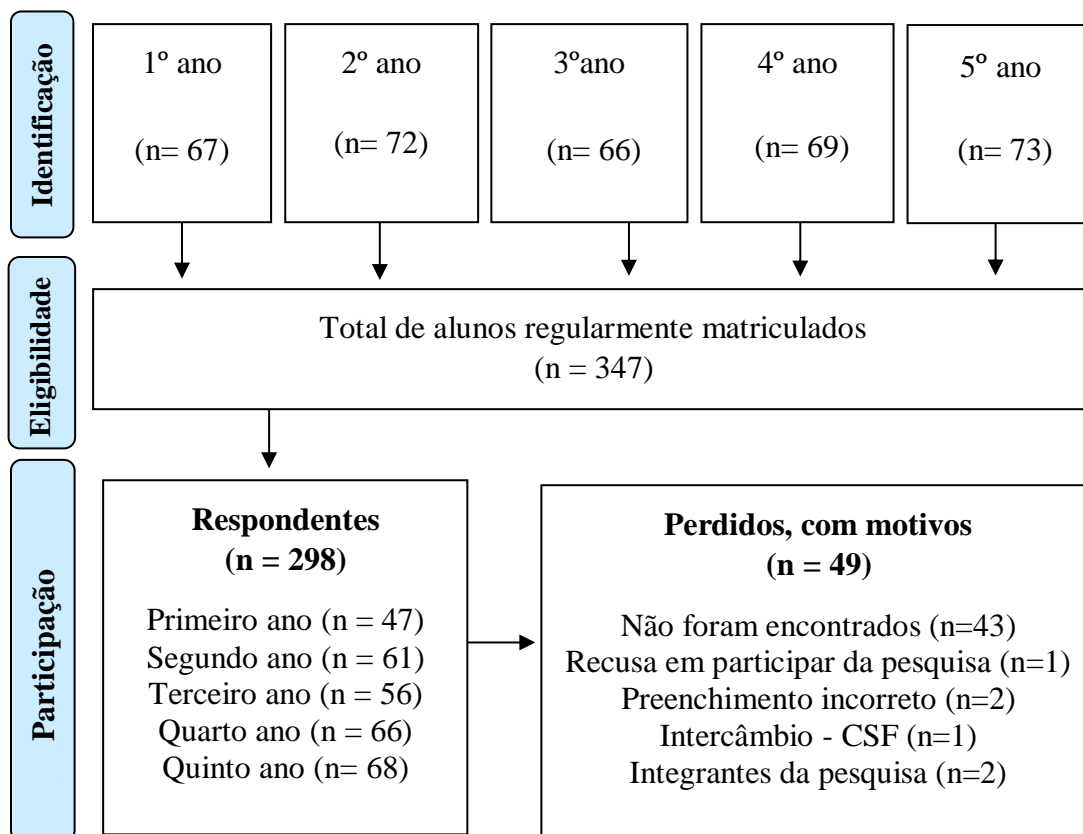 Identificação
1º ano
(n= 67)
2º ano
(n= 72)
3ºano
(n= 66)
4º ano
(n= 69)
5º ano
(n= 73)
Eligibilidade
Total de alunos regularmente matriculados
(n = 347)
Participação
Respondentes
(n = 298)
Primeiro ano (n = 47)
Segundo ano (n = 61)
Terceiro ano (n = 56)
Quarto ano (n = 66)
Quinto ano (n= 68)
Perdidos, com motivos
(n = 49)
Não foram encontrados (n=43)
Recusa em participar da pesquisa (n=1)
Preenchimento incorreto (n=2)
Intercâmbio - CSF (n=1)
Integrantes da pesquisa (n=2)